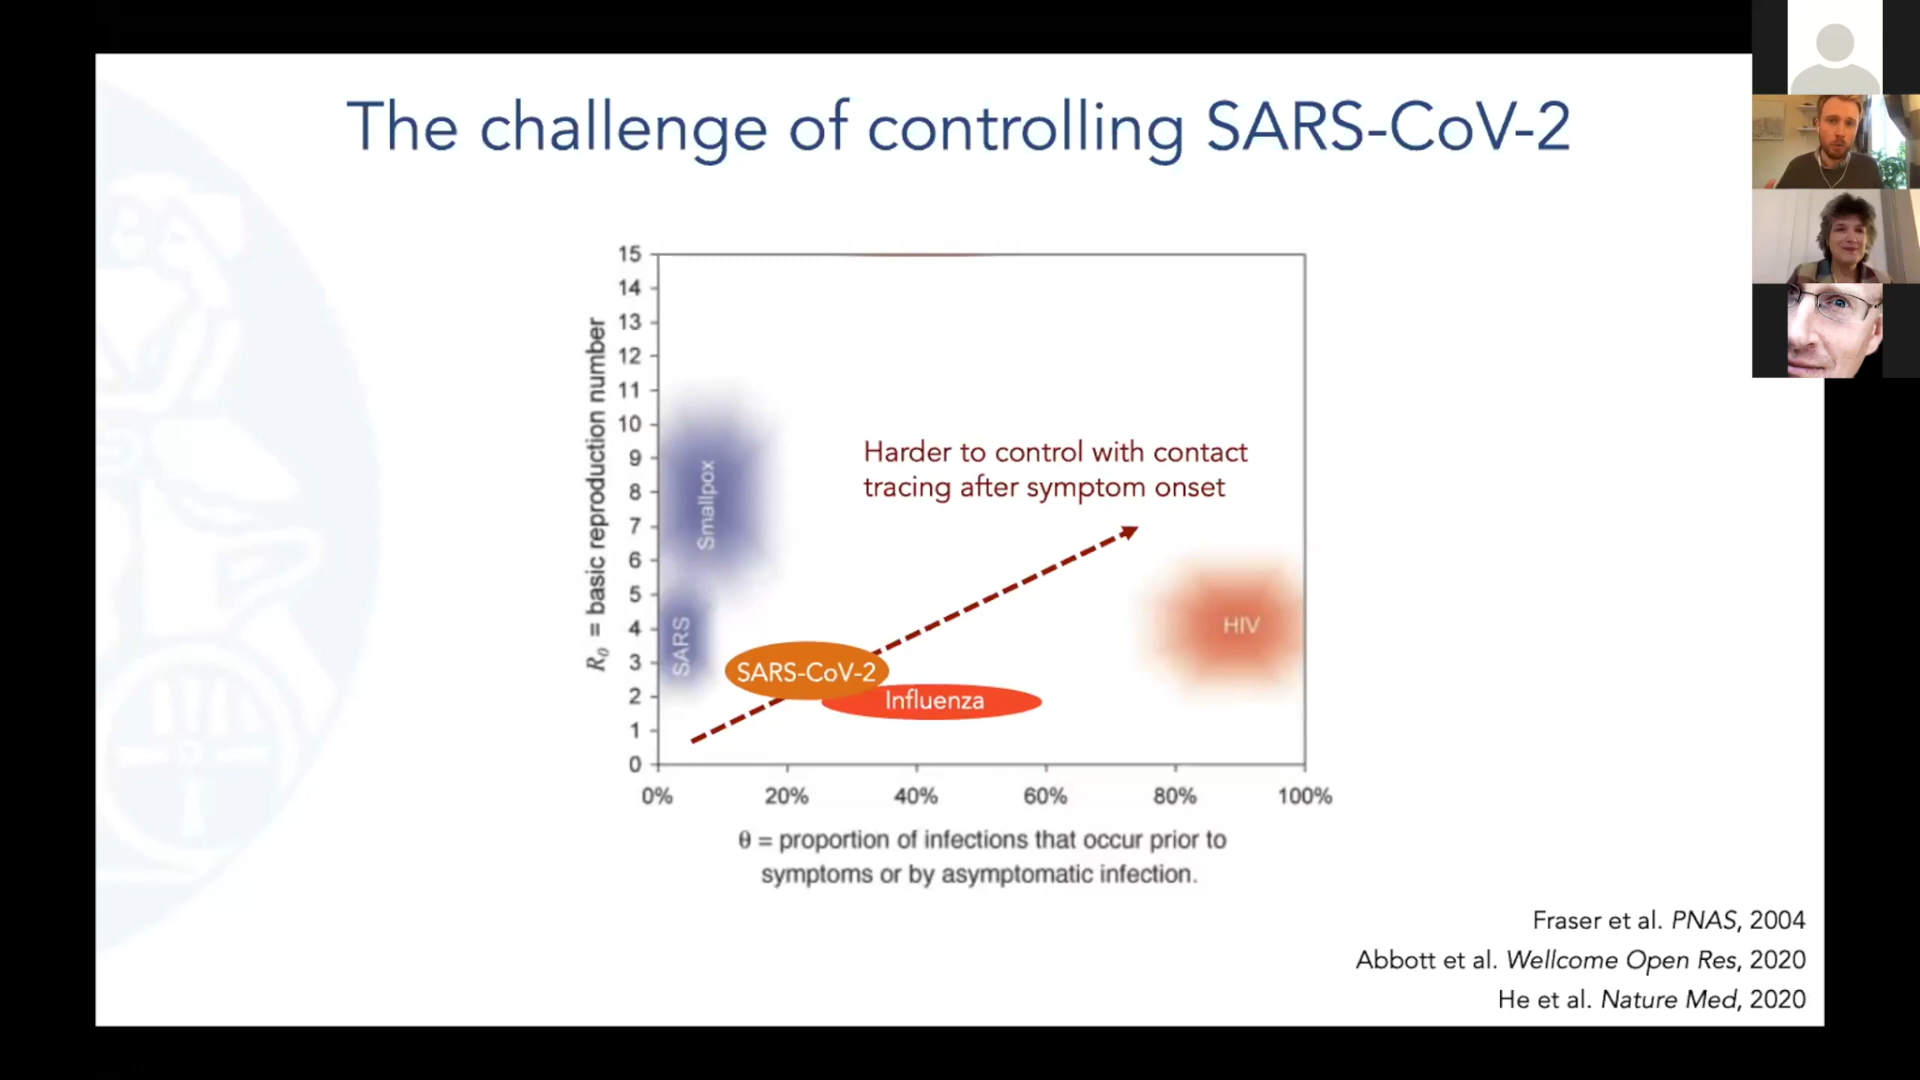 The challenge of controlling SARS-CoV-2
15
14
13
12
11
10
9
8
7
6
5
4
3
2
1
0
R₀ = basic reproduction number
Smallpox
SARS
Harder to control with contact
tracing after symptom onset
HIV
SARS-CoV-2
Influenza
0% 20% 40% 60% 80% 100%
θ = proportion of infections that occur prior to
symptoms or by asymptomatic infection.
Fraser et al. PNAS, 2004
Abbott et al. Wellcome Open Res, 2020
He et al. Nature Med, 2020